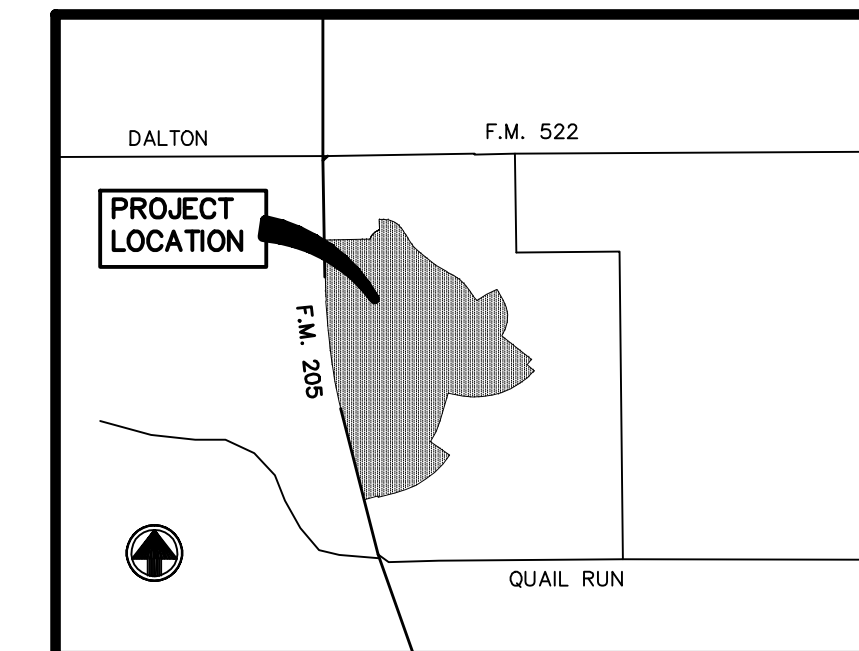 DALTON
F.M. 522
PROJECT
LOCATION
F.M. 205
QUAIL RUN